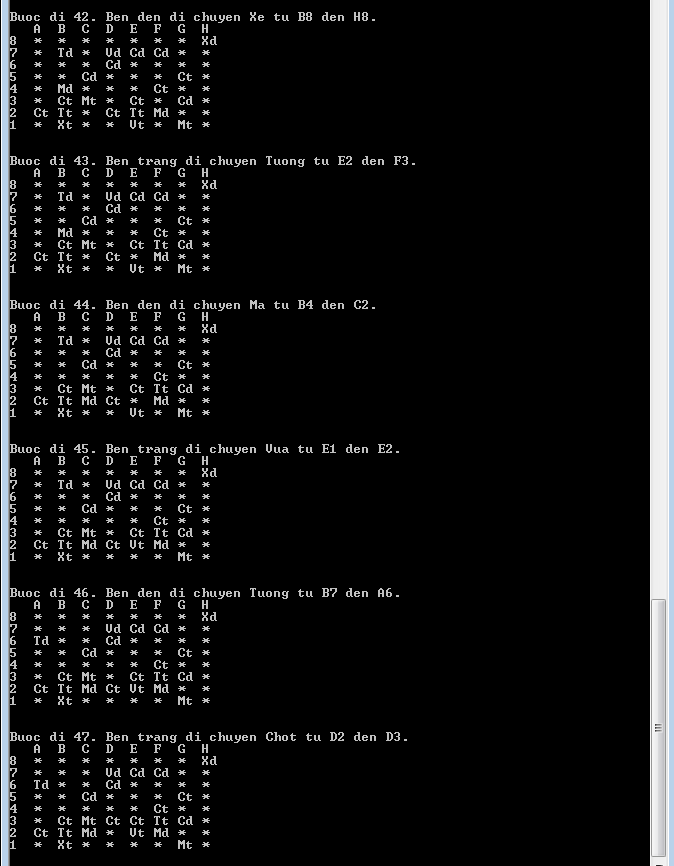 Buoc di 42. Ben den di chuyen Xe tu B8 den H8.
A B C D E F G H
8 * * * * * * * Xd
7 * Td * Vd Cd Cd * *
6 * * * Cd * * * *
5 * * Cd * * * Ct *
4 * Md * * * Ct * *
3 * Ct Mt * Ct * Cd *
2 Ct Tt * Ct Tt Md * *
1 * Xt * * Vt * Mt *
Buoc di 43. Ben trang di chuyen Tuong tu E2 den F3.
A B C D E F G H
8 * * * * * * * Xd
7 * Td * Vd Cd Cd * *
6 * * * Cd * * * *
5 * * Cd * * * Ct *
4 * Md * * * Ct * *
3 * Ct Mt * Ct Tt Cd *
2 Ct Tt * Ct * Md * *
1 * Xt * * Vt * Mt *
Buoc di 44. Ben den di chuyen Ma tu B4 den C2.
A B C D E F G H
8 * * * * * * * Xd
7 * Td * Vd Cd Cd * *
6 * * * Cd * * * *
5 * * Cd * * * Ct *
4 * * * * * Ct * *
3 * Ct Mt * Ct Tt Cd *
2 Ct Tt Md Ct * Md * *
1 * Xt * * Vt * Mt *
Buoc di 45. Ben trang di chuyen Vua tu E1 den E2.
A B C D E F G H
8 * * * * * * * Xd
7 * Td * Vd Cd Cd * *
6 * * * Cd * * * *
5 * * Cd * * * Ct *
4 * * * * * Ct * *
3 * Ct Mt * Ct Tt Cd *
2 Ct Tt Md Ct Vt Md * *
1 * Xt * * * * Mt *
Buoc di 46. Ben den di chuyen Tuong tu B7 den A6.
A B C D E F G H
8 * * * * * * * Xd
7 * * * Vd Cd Cd * *
6 Td * * Cd * * * *
5 * * Cd * * * Ct *
4 * * * * * Ct * *
3 * Ct Mt * Ct Tt Cd *
2 Ct Tt Md Ct Vt Md * *
1 * Xt * * * * Mt *
Buoc di 47. Ben trang di chuyen Chot tu D2 den D3.
A B C D E F G H
8 * * * * * * * Xd
7 * * * Vd Cd Cd * *
6 Td * * Cd * * * *
5 * * Cd * * * Ct *
4 * * * * * Ct * *
3 * Ct Mt Ct Ct Tt Cd *
2 Ct Tt Md * Vt Md * *
1 * Xt * * * * Mt *